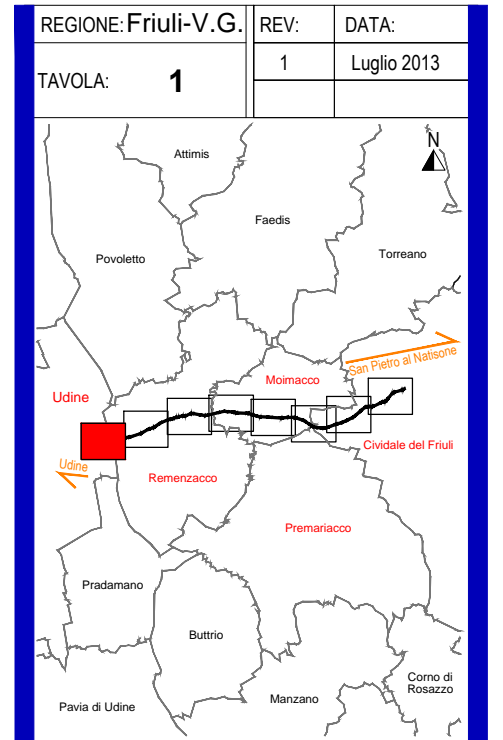 REGIONE: Friuli-V.G. REV: DATA:
TAVOLA: 1 1 Luglio 2013
N
Attimis
Faedis
Povoletto
Torreano
San Pietro al Natisone
Moimacco
Udine
Cividale del Friuli
Udine
Remenzacco
Premariacco
Pradamano
Buttrio
Corno di
Rosazzo
Manzano
Pavia di Udine